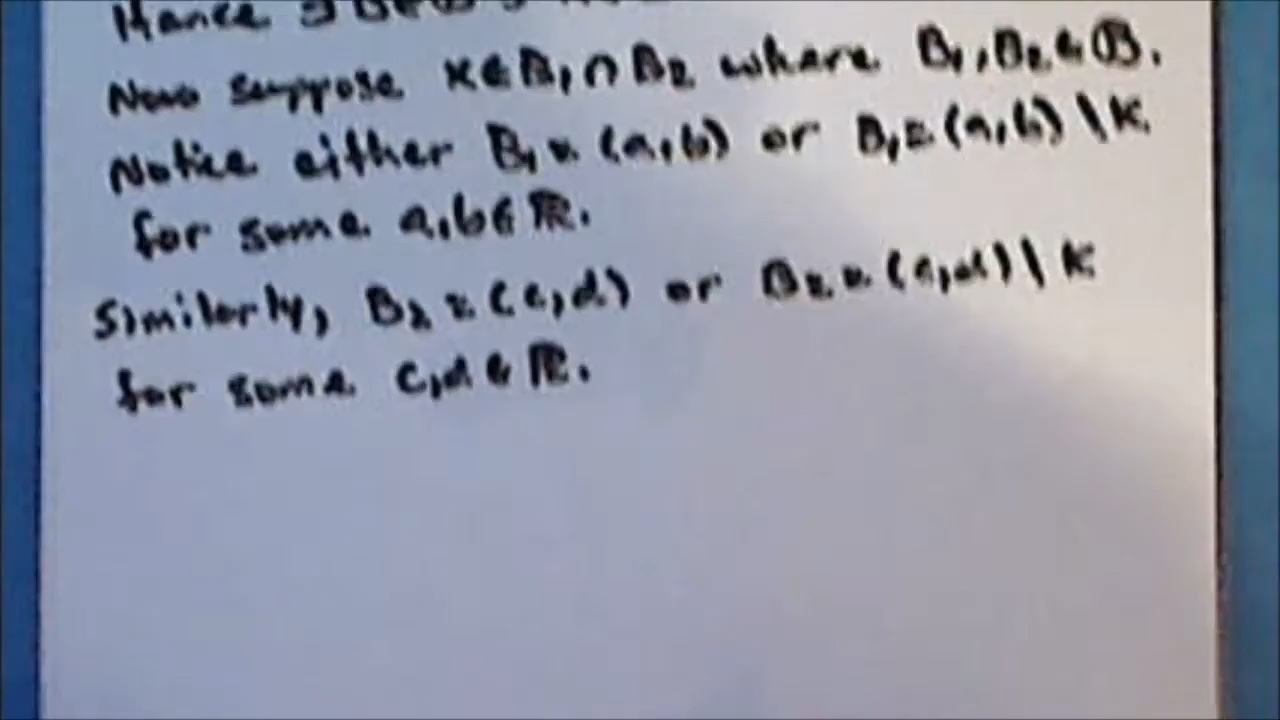 Hence ∃ B∈𝓑
Now suppose x∈B₁∩B₂ where B₁,B₂∈𝓑.
Notice either B₁=(a,b) or B₁=(a,b)\K
for some a,b∈ℝ.
Similarly, B₂=(c,d) or B₂=(c,d)\K
for some c,d∈ℝ.